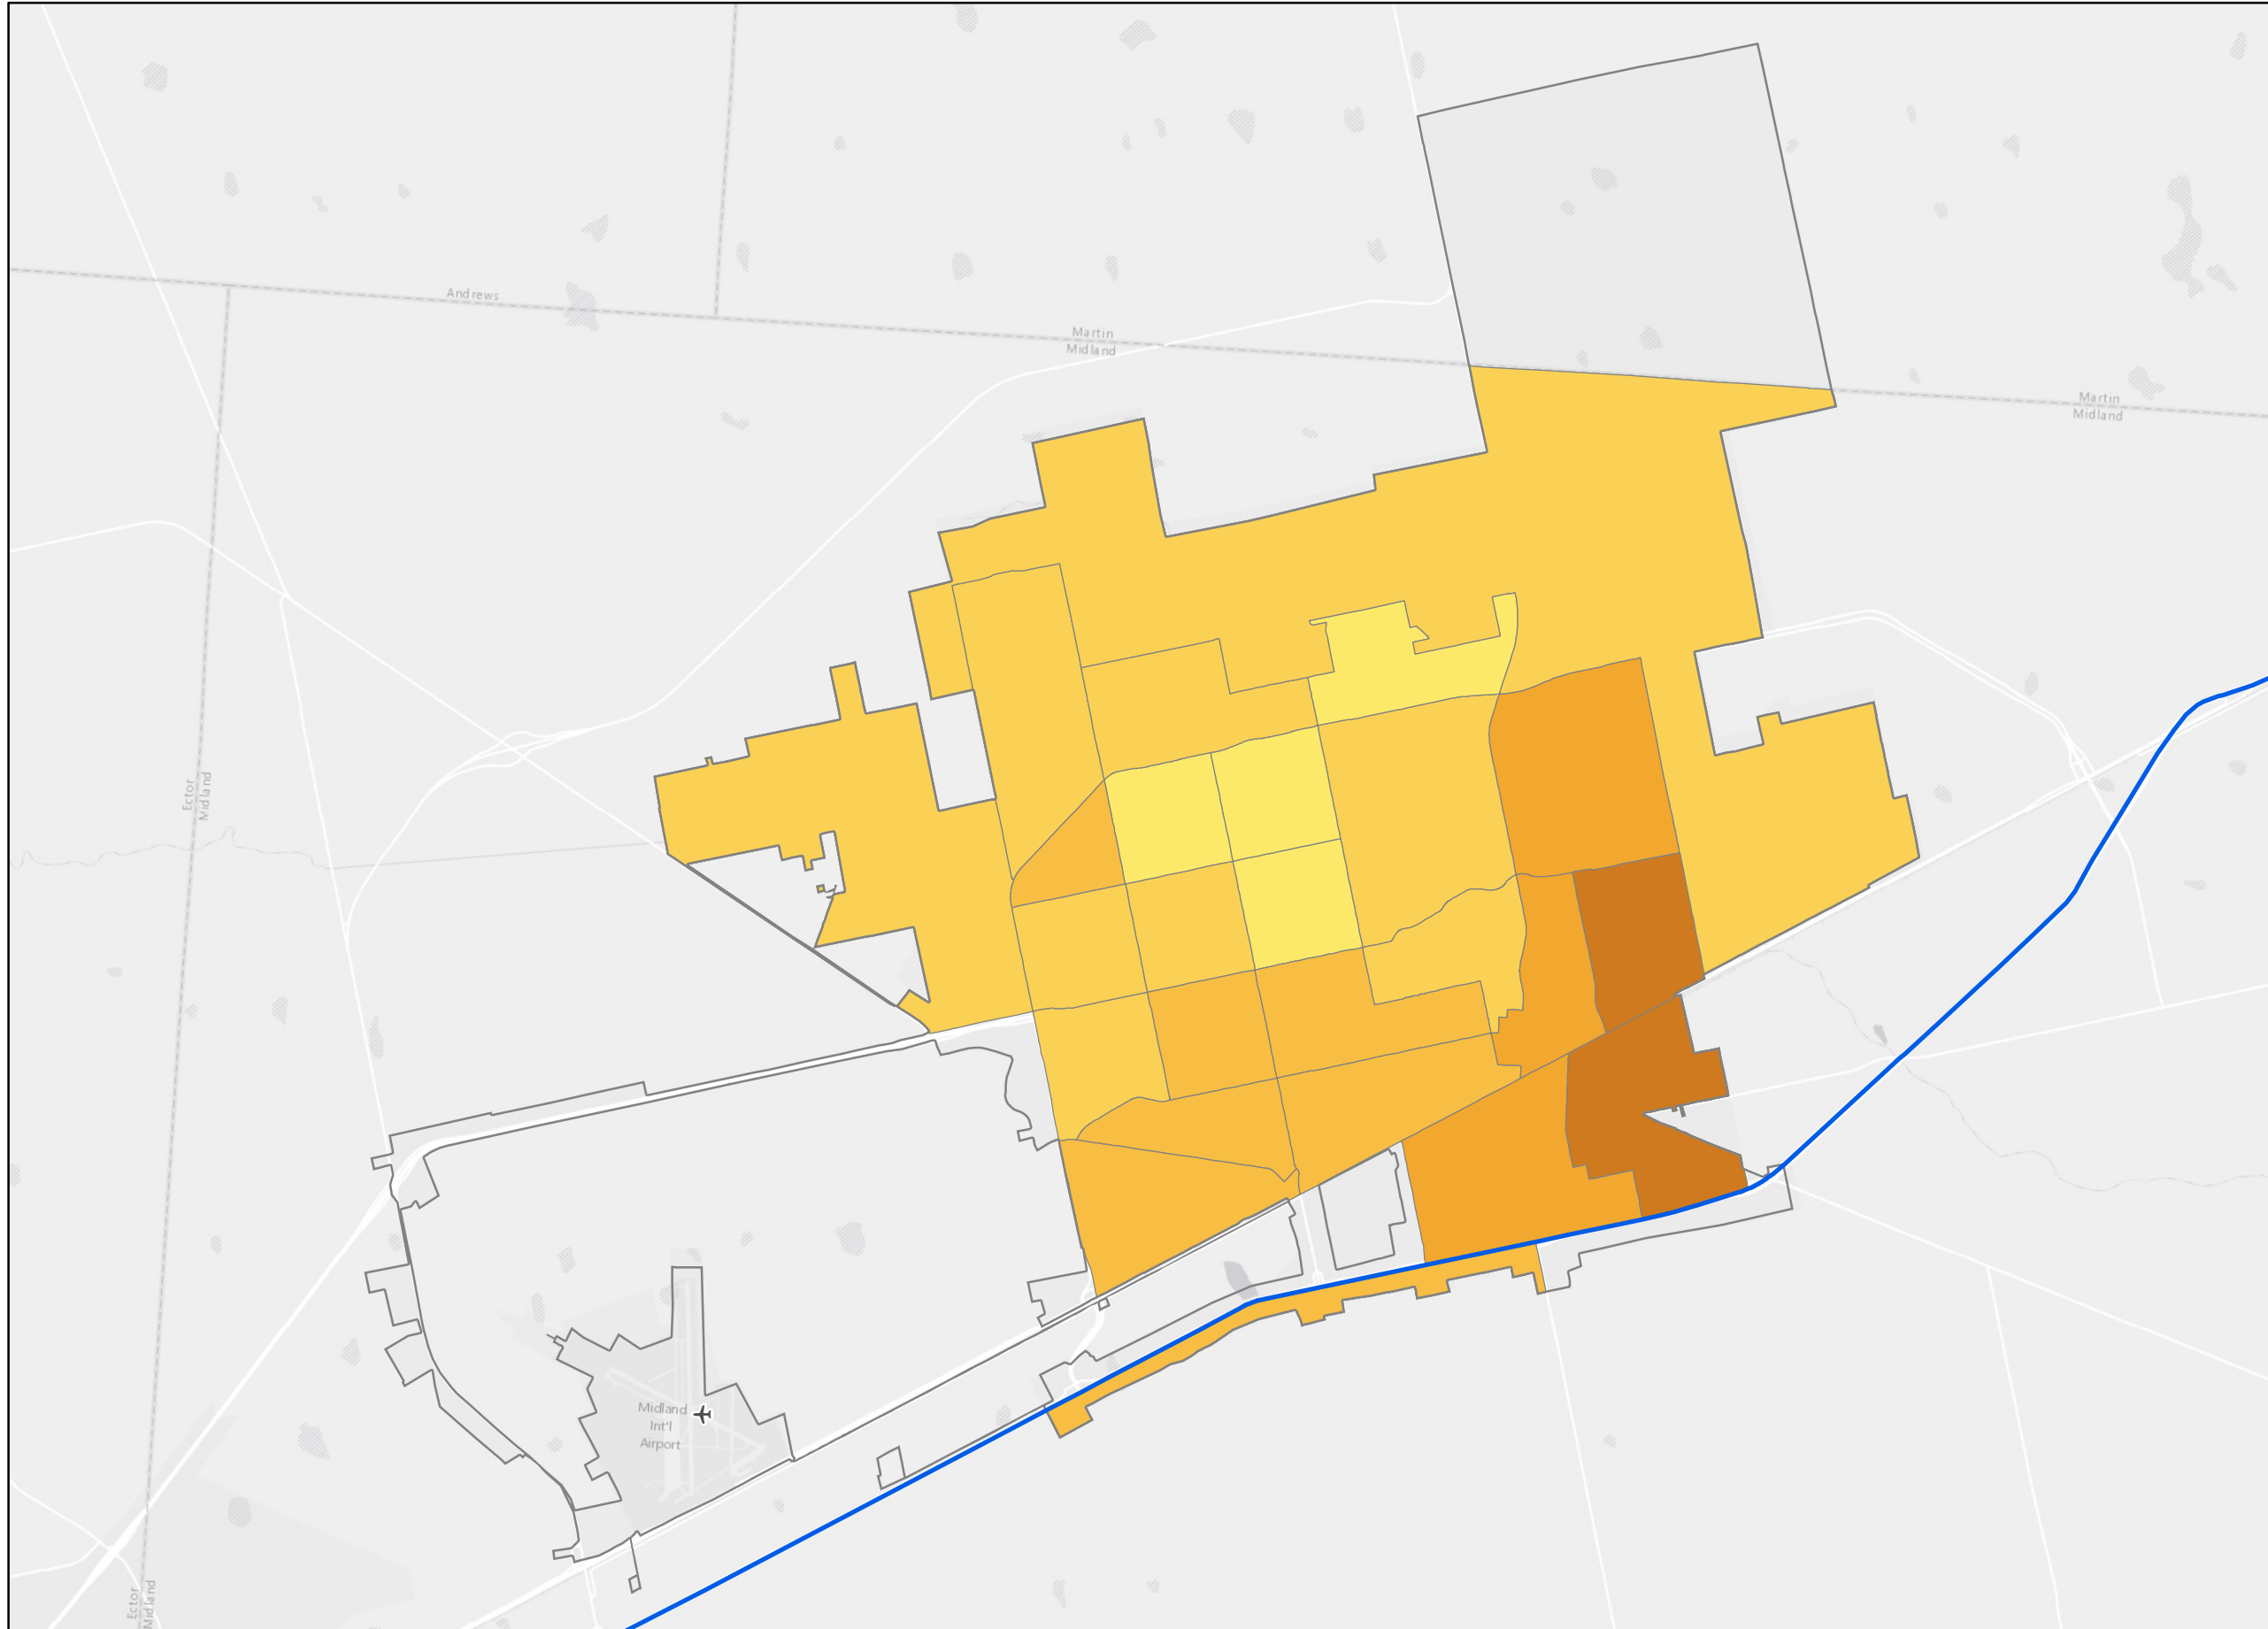 Andrews
Martin
Midland
Martin
Midland
Ector
Midland
Midland
Int'l
Airport
Ector
Midland